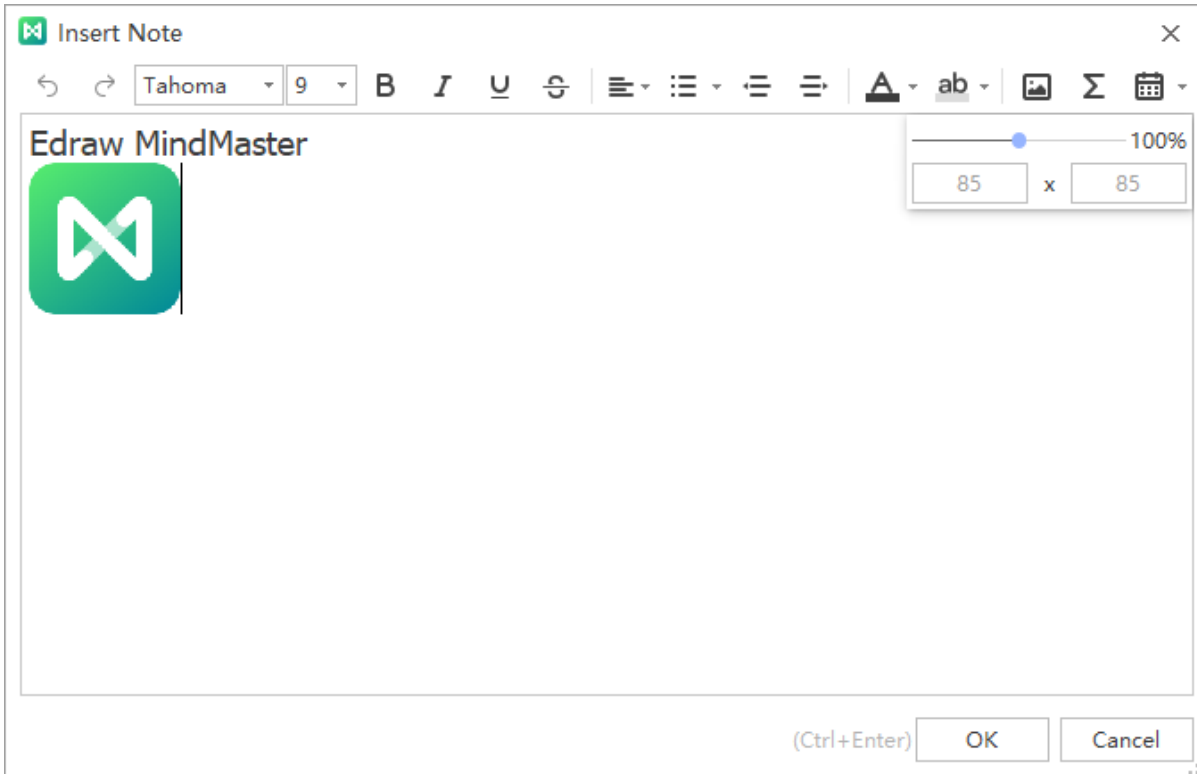 Insert Note
Tahoma 9 B I U S A ab Σ
Edraw MindMaster
100%
85 x 85
(Ctrl+Enter) OK Cancel